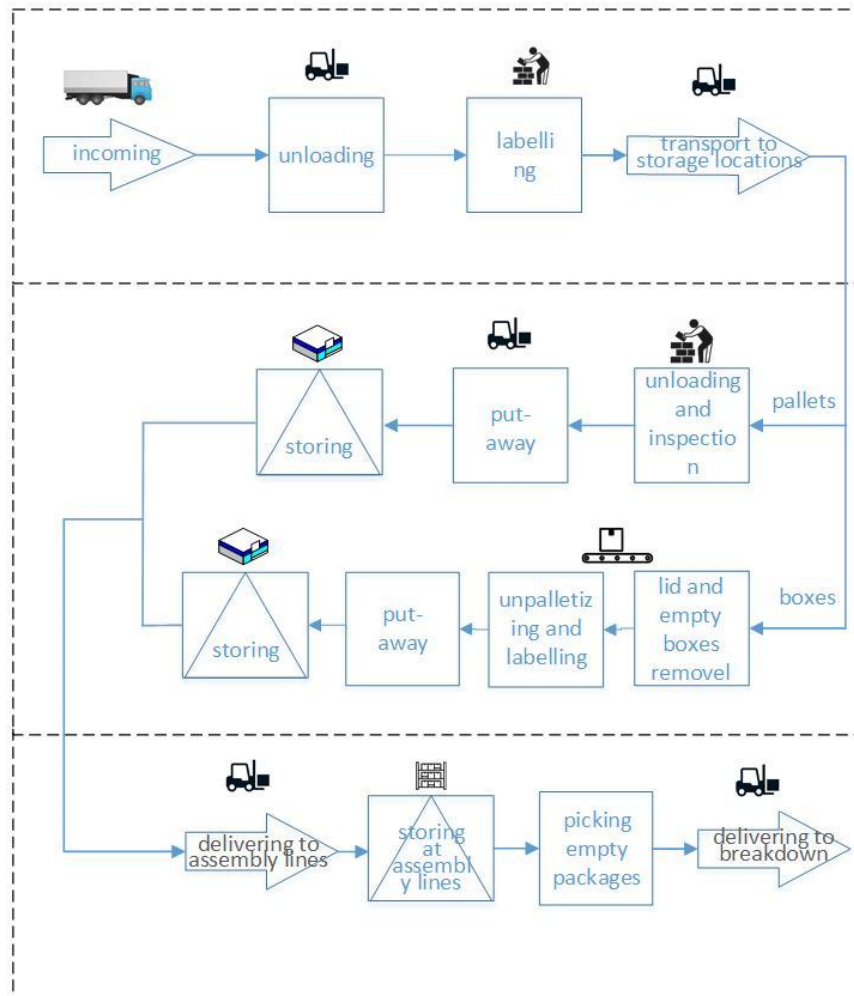 incoming
unloading
labelli
ng
transport to
storage locations
storing
put-
away
unloading
and
inspectio
n
pallets
storing
put-
away
unpalletiz
ing and
labelling
lid and
empty
boxes
removel
boxes
delivering to
assembly lines
storing
at
assembl
y lines
picking
empty
packages
delivering to
breakdown